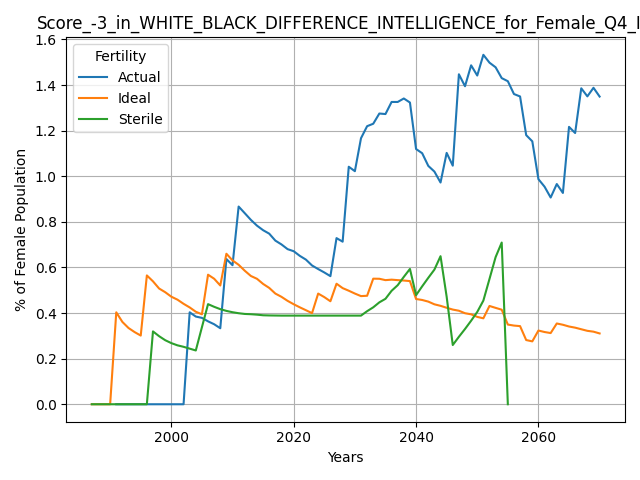 Score_-3_in_WHITE_BLACK_DIFFERENCE_INTELLIGENCE_for_Female_Q4_I
% of Female Population
1.6
1.4
1.2
1.0
0.8
0.6
0.4
0.2
0.0
Fertility
Actual
Ideal
Sterile
2000
2020
2040
2060
Years